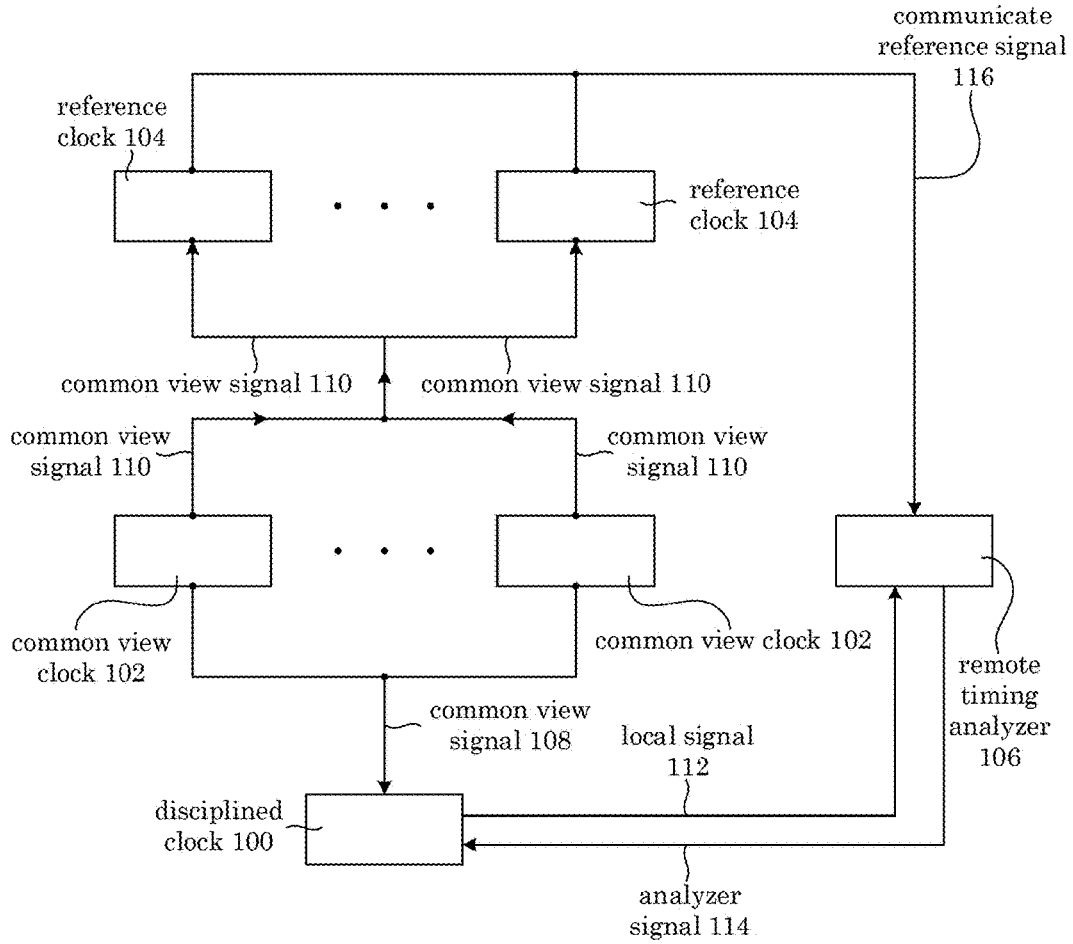 communicate
reference signal
116
reference
clock 104
reference
clock 104
common view signal 110
common view signal 110
common view
signal 110
common view
signal 110
common view
clock 102
common view clock 102
remote
timing
analyzer
106
common view
signal 108
local signal
112
disciplined
clock 100
analyzer
signal 114